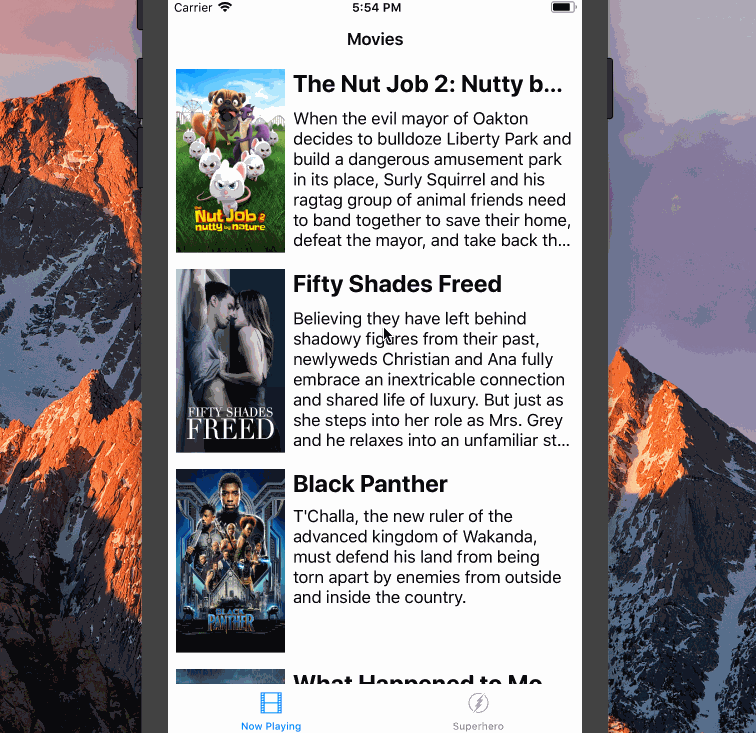 Carrier 5:54 PM
Movies
The Nut Job 2: Nutty b...
When the evil mayor of Oakton
decides to bulldoze Liberty Park and
build a dangerous amusement park
in its place, Surly Squirrel and his
ragtag group of animal friends need
to band together to save their home,
defeat the mayor, and take back th...
The
Nut Job 2
nutty by nature
Fifty Shades Freed
Believing they have left behind
shadowy figures from their past,
newlyweds Christian and Ana fully
embrace an inextricable connection
and shared life of luxury. But just as
she steps into her role as Mrs. Grey
and he relaxes into an unfamiliar st...
FIFTY SHADES
FREED
Black Panther
T'Challa, the new ruler of the
advanced kingdom of Wakanda,
must defend his land from being
torn apart by enemies from outside
and inside the country.
BLACK
PANTHER
What Happened to Mo
Now Playing Superhero